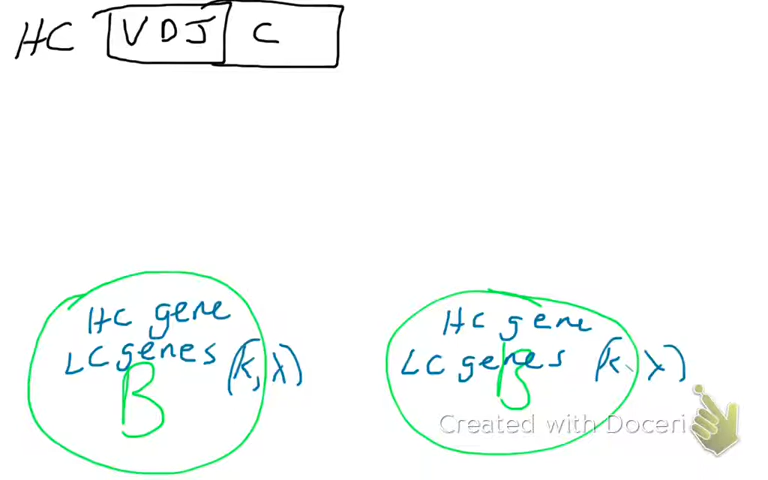 HC VDJ C
HC gene
LC genes (K, λ)
B
HC gene
LC genes (K, λ)
B
Created with Doceri